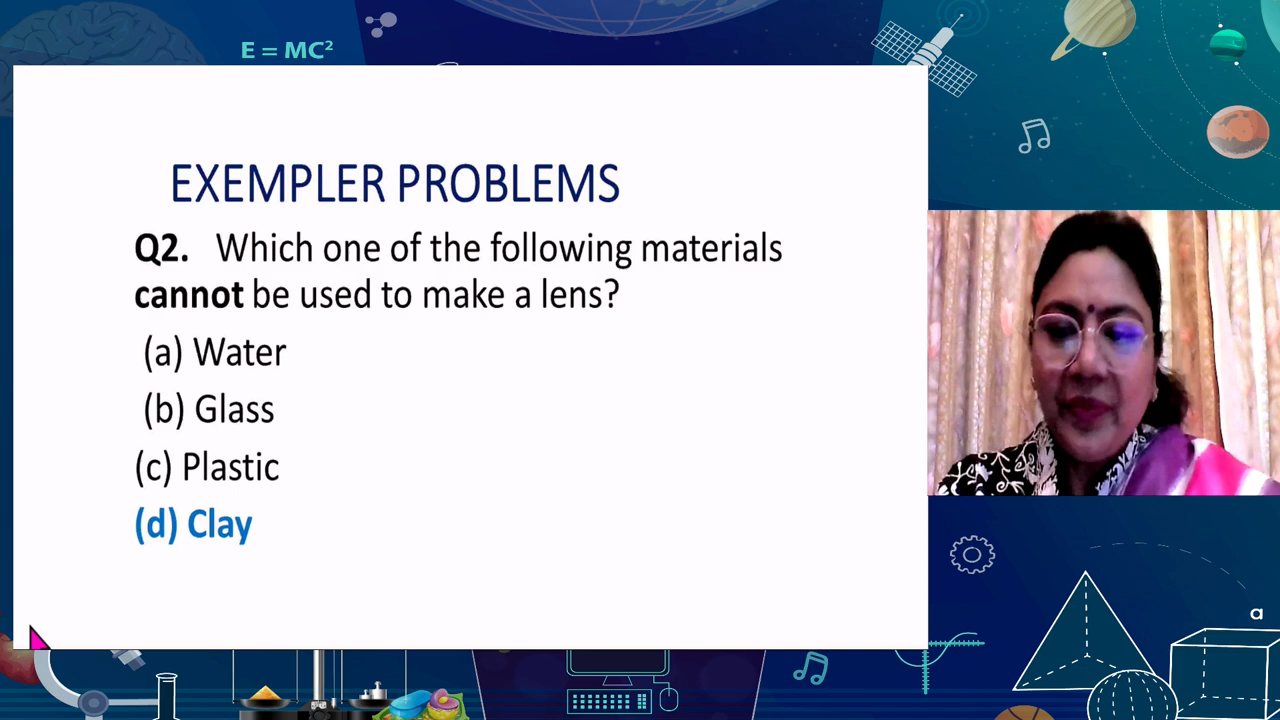 E = MC²
EXEMPLER PROBLEMS
Q2. Which one of the following materials
cannot be used to make a lens?
(a) Water
(b) Glass
(c) Plastic
(d) Clay
a